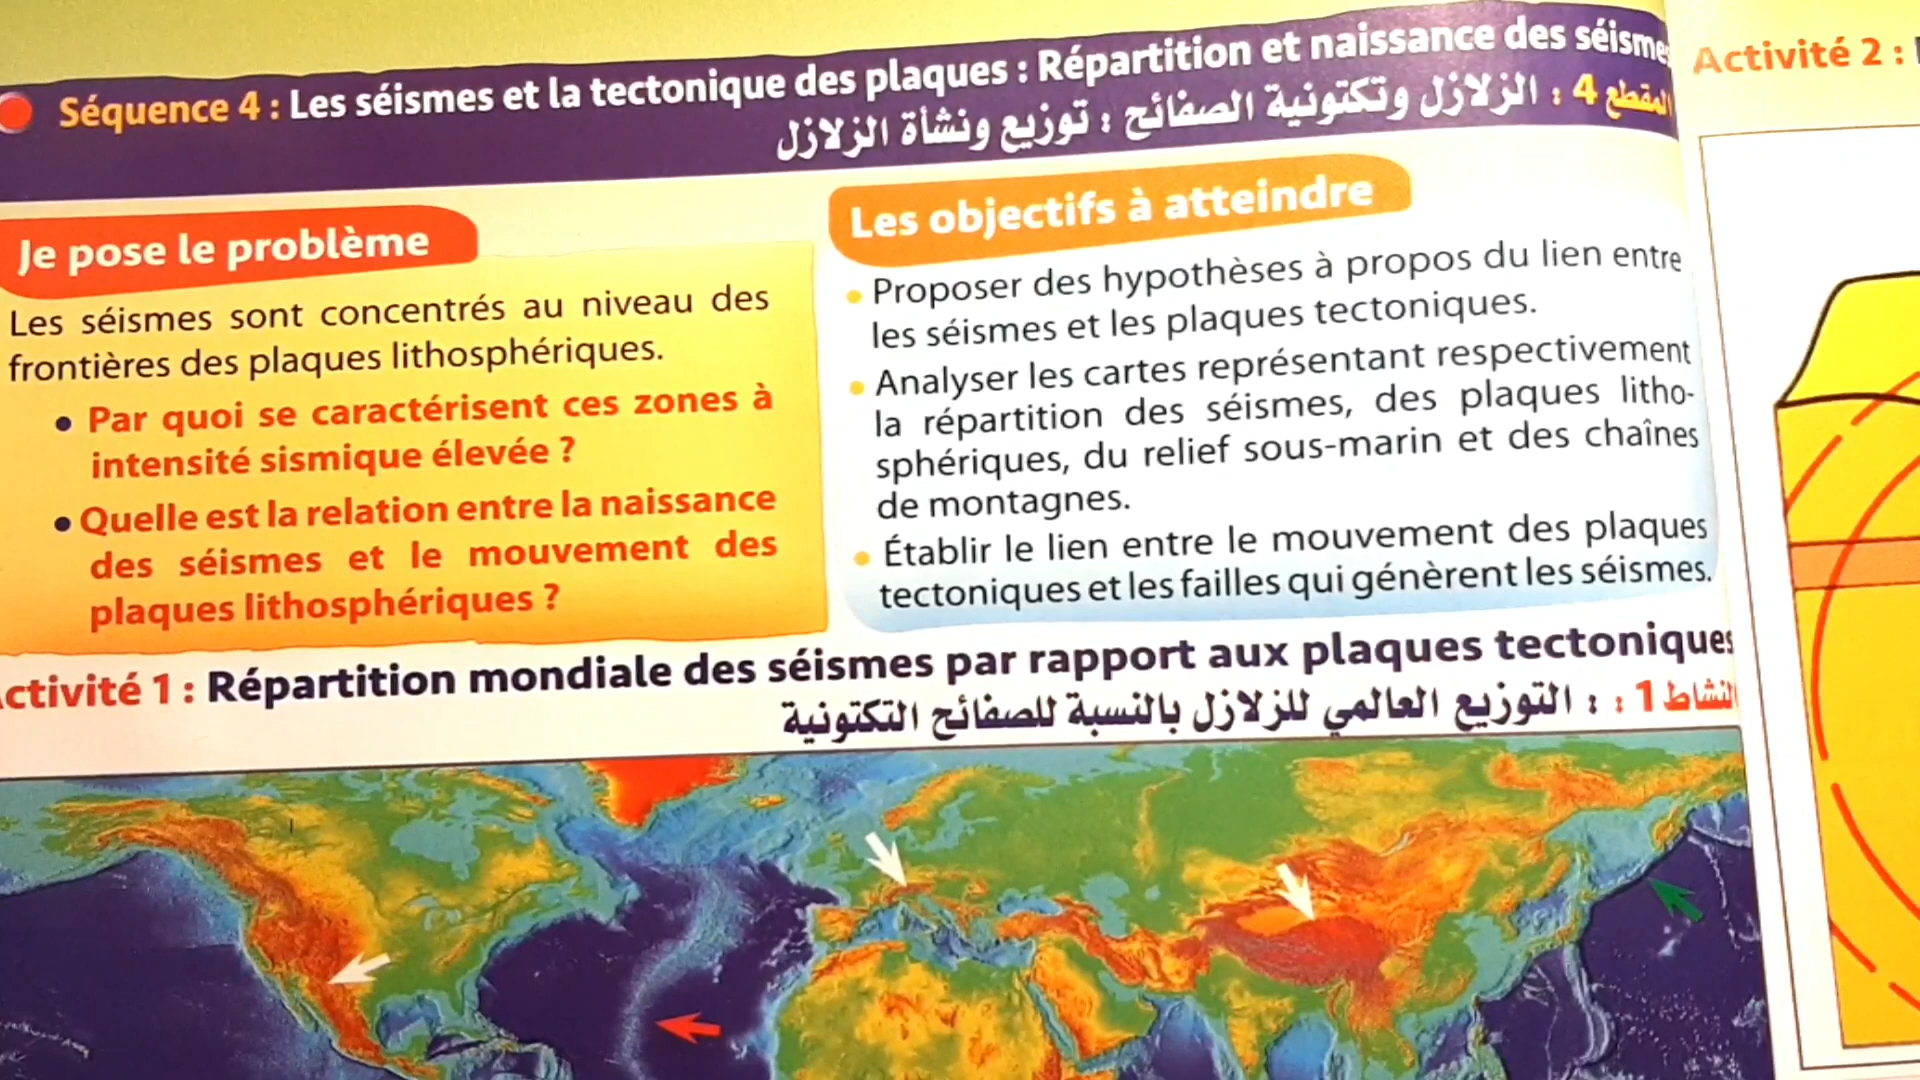 Séquence 4 : Les séismes et la tectonique des plaques : Répartition et naissance des séismes
المقطع 4 : الزلازل وتكتونية الصفائح : توزيع ونشأة الزلازل
Je pose le problème
Les séismes sont concentrés au niveau des
frontières des plaques lithosphériques.
• Par quoi se caractérisent ces zones à
intensité sismique élevée ?
• Quelle est la relation entre la naissance
des séismes et le mouvement des
plaques lithosphériques ?
Les objectifs à atteindre
• Proposer des hypothèses à propos du lien entre
les séismes et les plaques tectoniques.
• Analyser les cartes représentant respectivement
la répartition des séismes, des plaques litho-
sphériques, du relief sous-marin et des chaînes
de montagnes.
• Établir le lien entre le mouvement des plaques
tectoniques et les failles qui génèrent les séismes.
ctivité 1 : Répartition mondiale des séismes par rapport aux plaques tectoniques
النشاط 1 : : التوزيع العالمي للزلازل بالنسبة للصفائح التكتونية
Activité 2 :